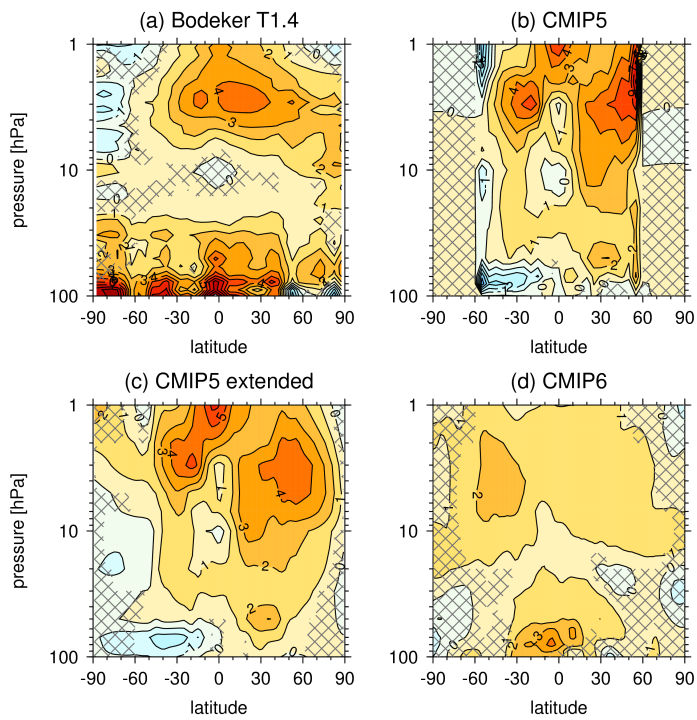 (a) Bodeker T1.4
(b) CMIP5
pressure [hPa]
1
10
100
-90 -60 -30 0 30 60 90
latitude
1
10
100
-90 -60 -30 0 30 60 90
latitude
(c) CMIP5 extended
(d) CMIP6
pressure [hPa]
1
10
100
-90 -60 -30 0 30 60 90
latitude
1
10
100
-90 -60 -30 0 30 60 90
latitude